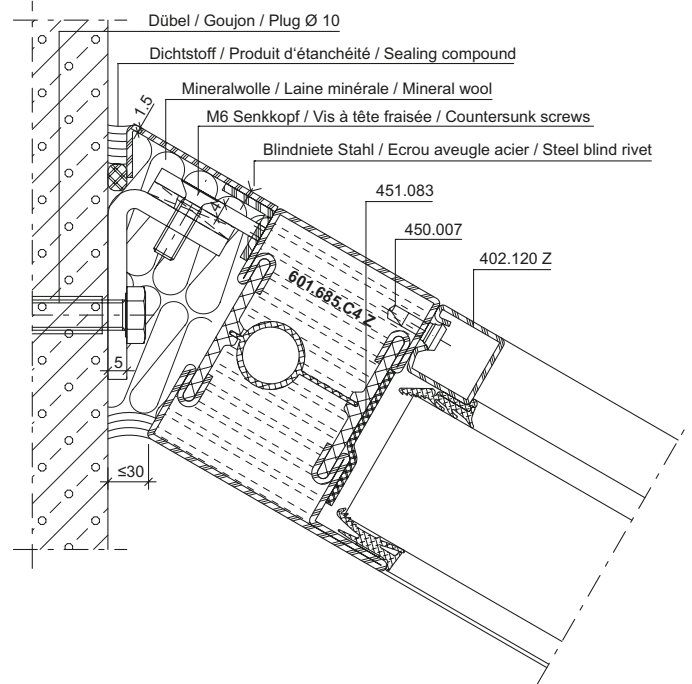 Dübel / Goujon / Plug Ø 10
Dichtstoff / Produit d‘étanchéité / Sealing compound
Mineralwolle / Laine minérale / Mineral wool
1.5
M6 Senkkopf / Vis à tête fraisée / Countersunk screws
Blindniete Stahl / Ecrou aveugle acier / Steel blind rivet
451.083
4
450.007
402.120 Z
601.685.C4 Z
5
≤30